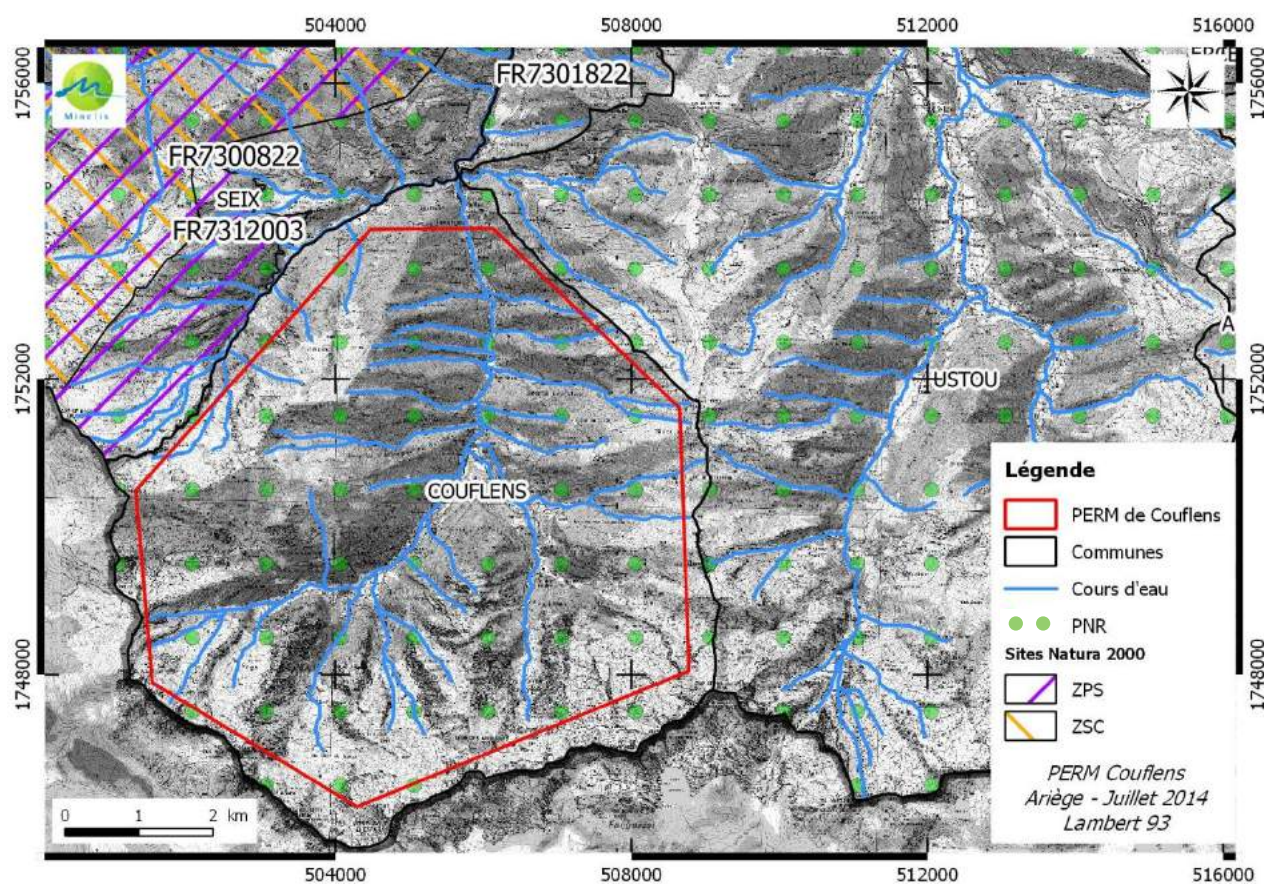 504000 508000 512000 516000
1756000
1756000
Minelis
FR7301822
FR7300822
SEIX
FR7312003
1752000
1752000
USTOU
A
COUFLENS
1748000
1748000
Légende
PERM de Couflens
Communes
Cours d'eau
PNR
Sites Natura 2000
ZPS
ZSC
PERM Couflens
Ariège - Juillet 2014
Lambert 93
0 1 2 km
504000 508000 512000 516000